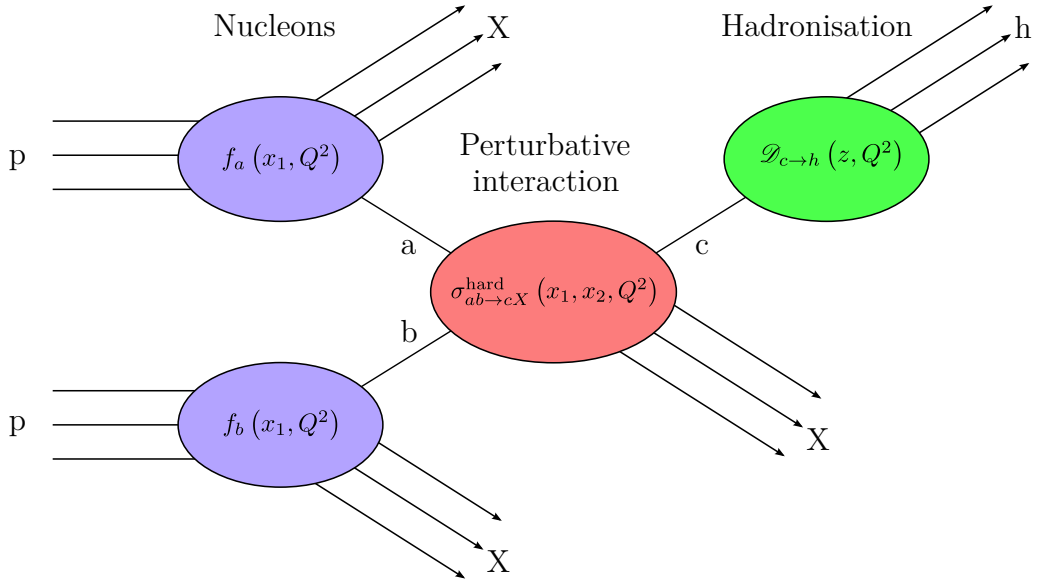 Nucleons
X
Hadronisation
h
p
f_a (x_1, Q^2)
Perturbative
interaction
𝒟_{c→h} (z, Q^2)
a
c
σ^{hard}_{ab→cX} (x_1, x_2, Q^2)
b
p
f_b (x_1, Q^2)
X
X